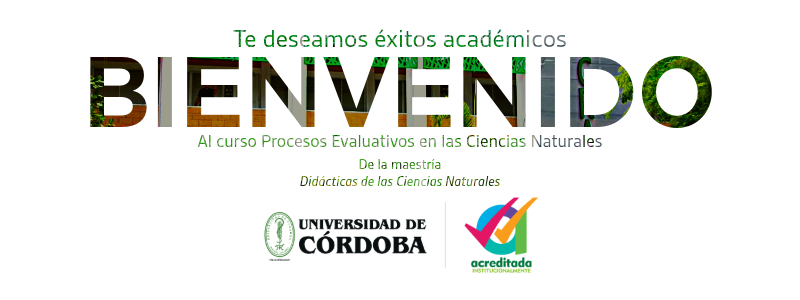 Te deseamos éxitos académicos
BIENVENIDO
Al curso Procesos Evaluativos en las Ciencias Naturales
De la maestría
Didácticas de las Ciencias Naturales
UNIVERSIDAD DE
CÓRDOBA
acreditada
INSTITUCIONALMENTE